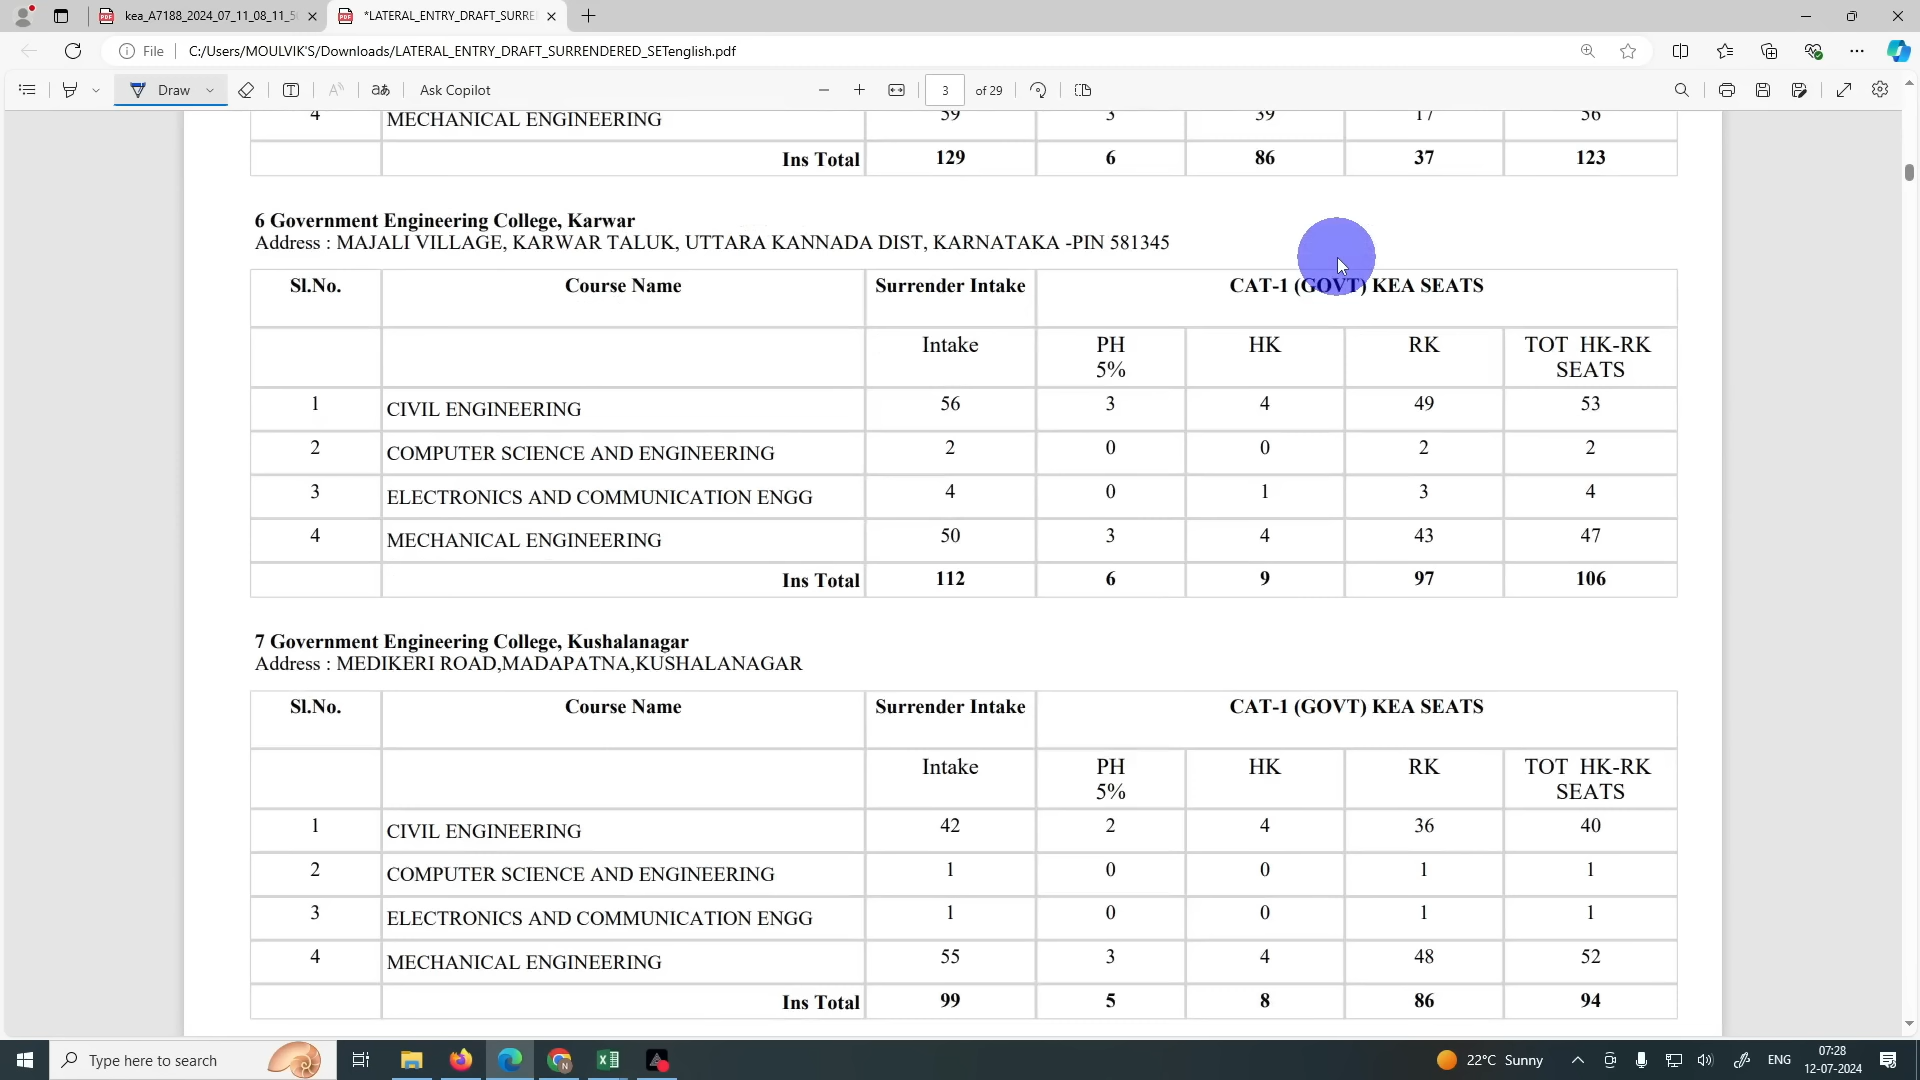 kea_A7188_2024_07_11_08_11_5
*LATERAL_ENTRY_DRAFT_SURRE
File
C:/Users/MOULVIK'S/Downloads/LATERAL_ENTRY_DRAFT_SURRENDERED_SETenglish.pdf
Draw
Ask Copilot
3 of 29
4 MECHANICAL ENGINEERING 59 3 39 17 56
Ins Total 129 6 86 37 123
6 Government Engineering College, Karwar
Address : MAJALI VILLAGE, KARWAR TALUK, UTTARA KANNADA DIST, KARNATAKA -PIN 581345
Sl.No. Course Name Surrender Intake CAT-1 (GOVT) KEA SEATS
Intake PH HK RK TOT HK-RK
5% SEATS
1 CIVIL ENGINEERING 56 3 4 49 53
2 COMPUTER SCIENCE AND ENGINEERING 2 0 0 2 2
3 ELECTRONICS AND COMMUNICATION ENGG 4 0 1 3 4
4 MECHANICAL ENGINEERING 50 3 4 43 47
Ins Total 112 6 9 97 106
7 Government Engineering College, Kushalanagar
Address : MEDIKERI ROAD,MADAPATNA,KUSHALANAGAR
Sl.No. Course Name Surrender Intake CAT-1 (GOVT) KEA SEATS
Intake PH HK RK TOT HK-RK
5% SEATS
1 CIVIL ENGINEERING 42 2 4 36 40
2 COMPUTER SCIENCE AND ENGINEERING 1 0 0 1 1
3 ELECTRONICS AND COMMUNICATION ENGG 1 0 0 1 1
4 MECHANICAL ENGINEERING 55 3 4 48 52
Ins Total 99 5 8 86 94
Type here to search
22°C Sunny
ENG
07:28
12-07-2024